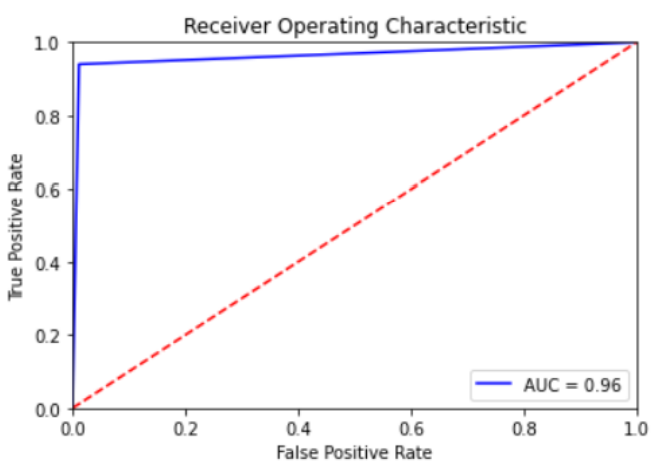 Receiver Operating Characteristic
1.0
0.8
0.6
0.4
0.2
0.0
True Positive Rate
AUC = 0.96
0.0 0.2 0.4 0.6 0.8 1.0
False Positive Rate